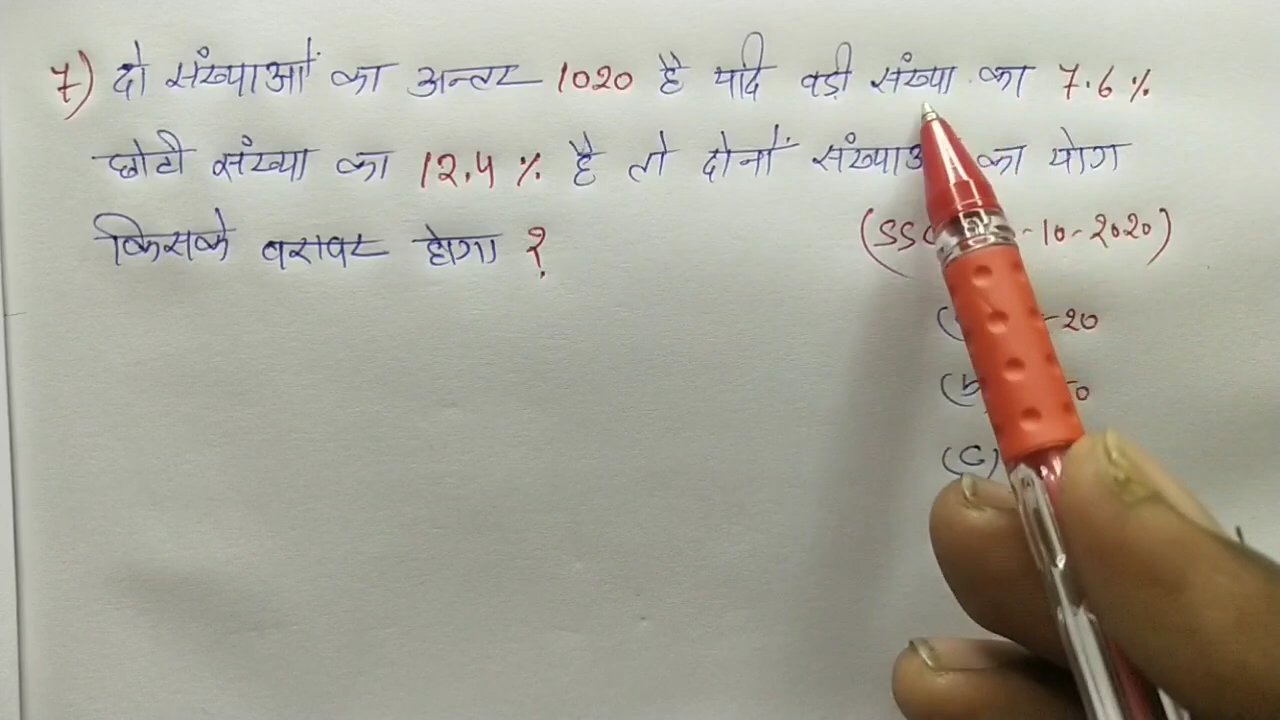 7) दो संख्याओं का अन्तर 1020 है यदि बड़ी संख्या का 7.6%
छोटी संख्या का 12.4% है तो दोनों का योग
किसके बराबर होगा ?
-10-2020)
-20
(b)
(c)